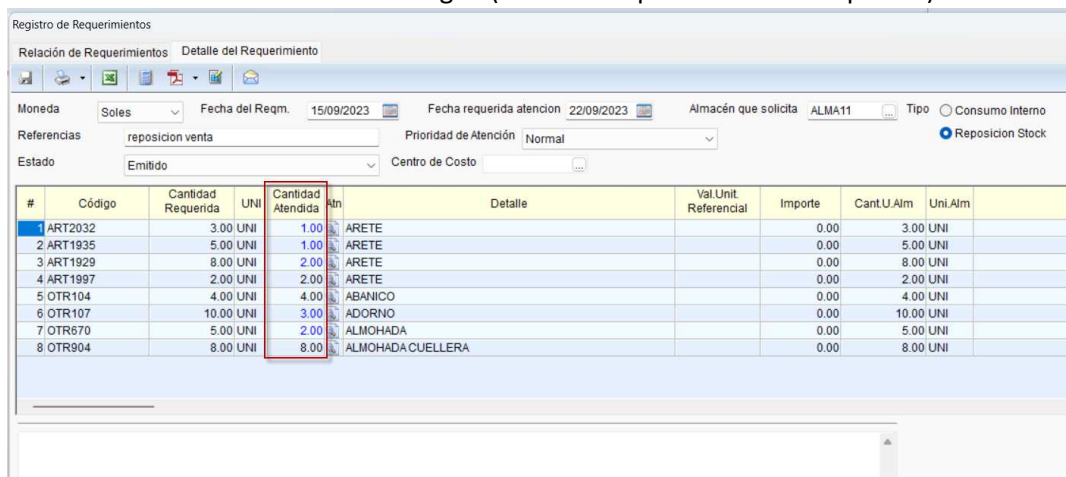 Registro de Requerimientos
Relación de Requerimientos Detalle del Requerimiento
Moneda Soles Fecha del Reqm. 15/09/2023 Fecha requerida atencion 22/09/2023 Almacén que solicita ALMA11 ... Tipo Consumo Interno
Referencias reposicion venta Prioridad de Atención Normal Reposicion Stock
Estado Emitido Centro de Costo ...
# Código Cantidad Requerida UNI Cantidad Atendida Atn Detalle Val.Unit. Referencial Importe Cant.U.Alm Uni.Alm
1 ART2032 3.00 UNI 1.00 ARETE 0.00 3.00 UNI
2 ART1935 5.00 UNI 1.00 ARETE 0.00 5.00 UNI
3 ART1929 8.00 UNI 2.00 ARETE 0.00 8.00 UNI
4 ART1997 2.00 UNI 2.00 ARETE 0.00 2.00 UNI
5 OTR104 4.00 UNI 4.00 ABANICO 0.00 4.00 UNI
6 OTR107 10.00 UNI 3.00 ADORNO 0.00 10.00 UNI
7 OTR670 5.00 UNI 2.00 ALMOHADA 0.00 5.00 UNI
8 OTR904 8.00 UNI 8.00 ALMOHADA CUELLERA 0.00 8.00 UNI